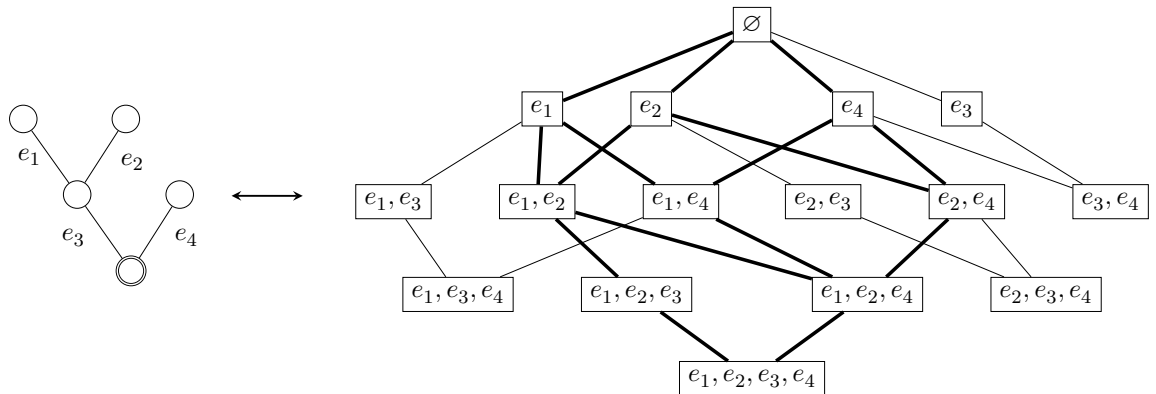 ∅
e₁ e₂ e₄ e₃
e₁ e₂
e₁, e₃ e₁, e₂ e₁, e₄ e₂, e₃ e₂, e₄ e₃, e₄
e₃ e₄
e₁, e₃, e₄ e₁, e₂, e₃ e₁, e₂, e₄ e₂, e₃, e₄
e₁, e₂, e₃, e₄